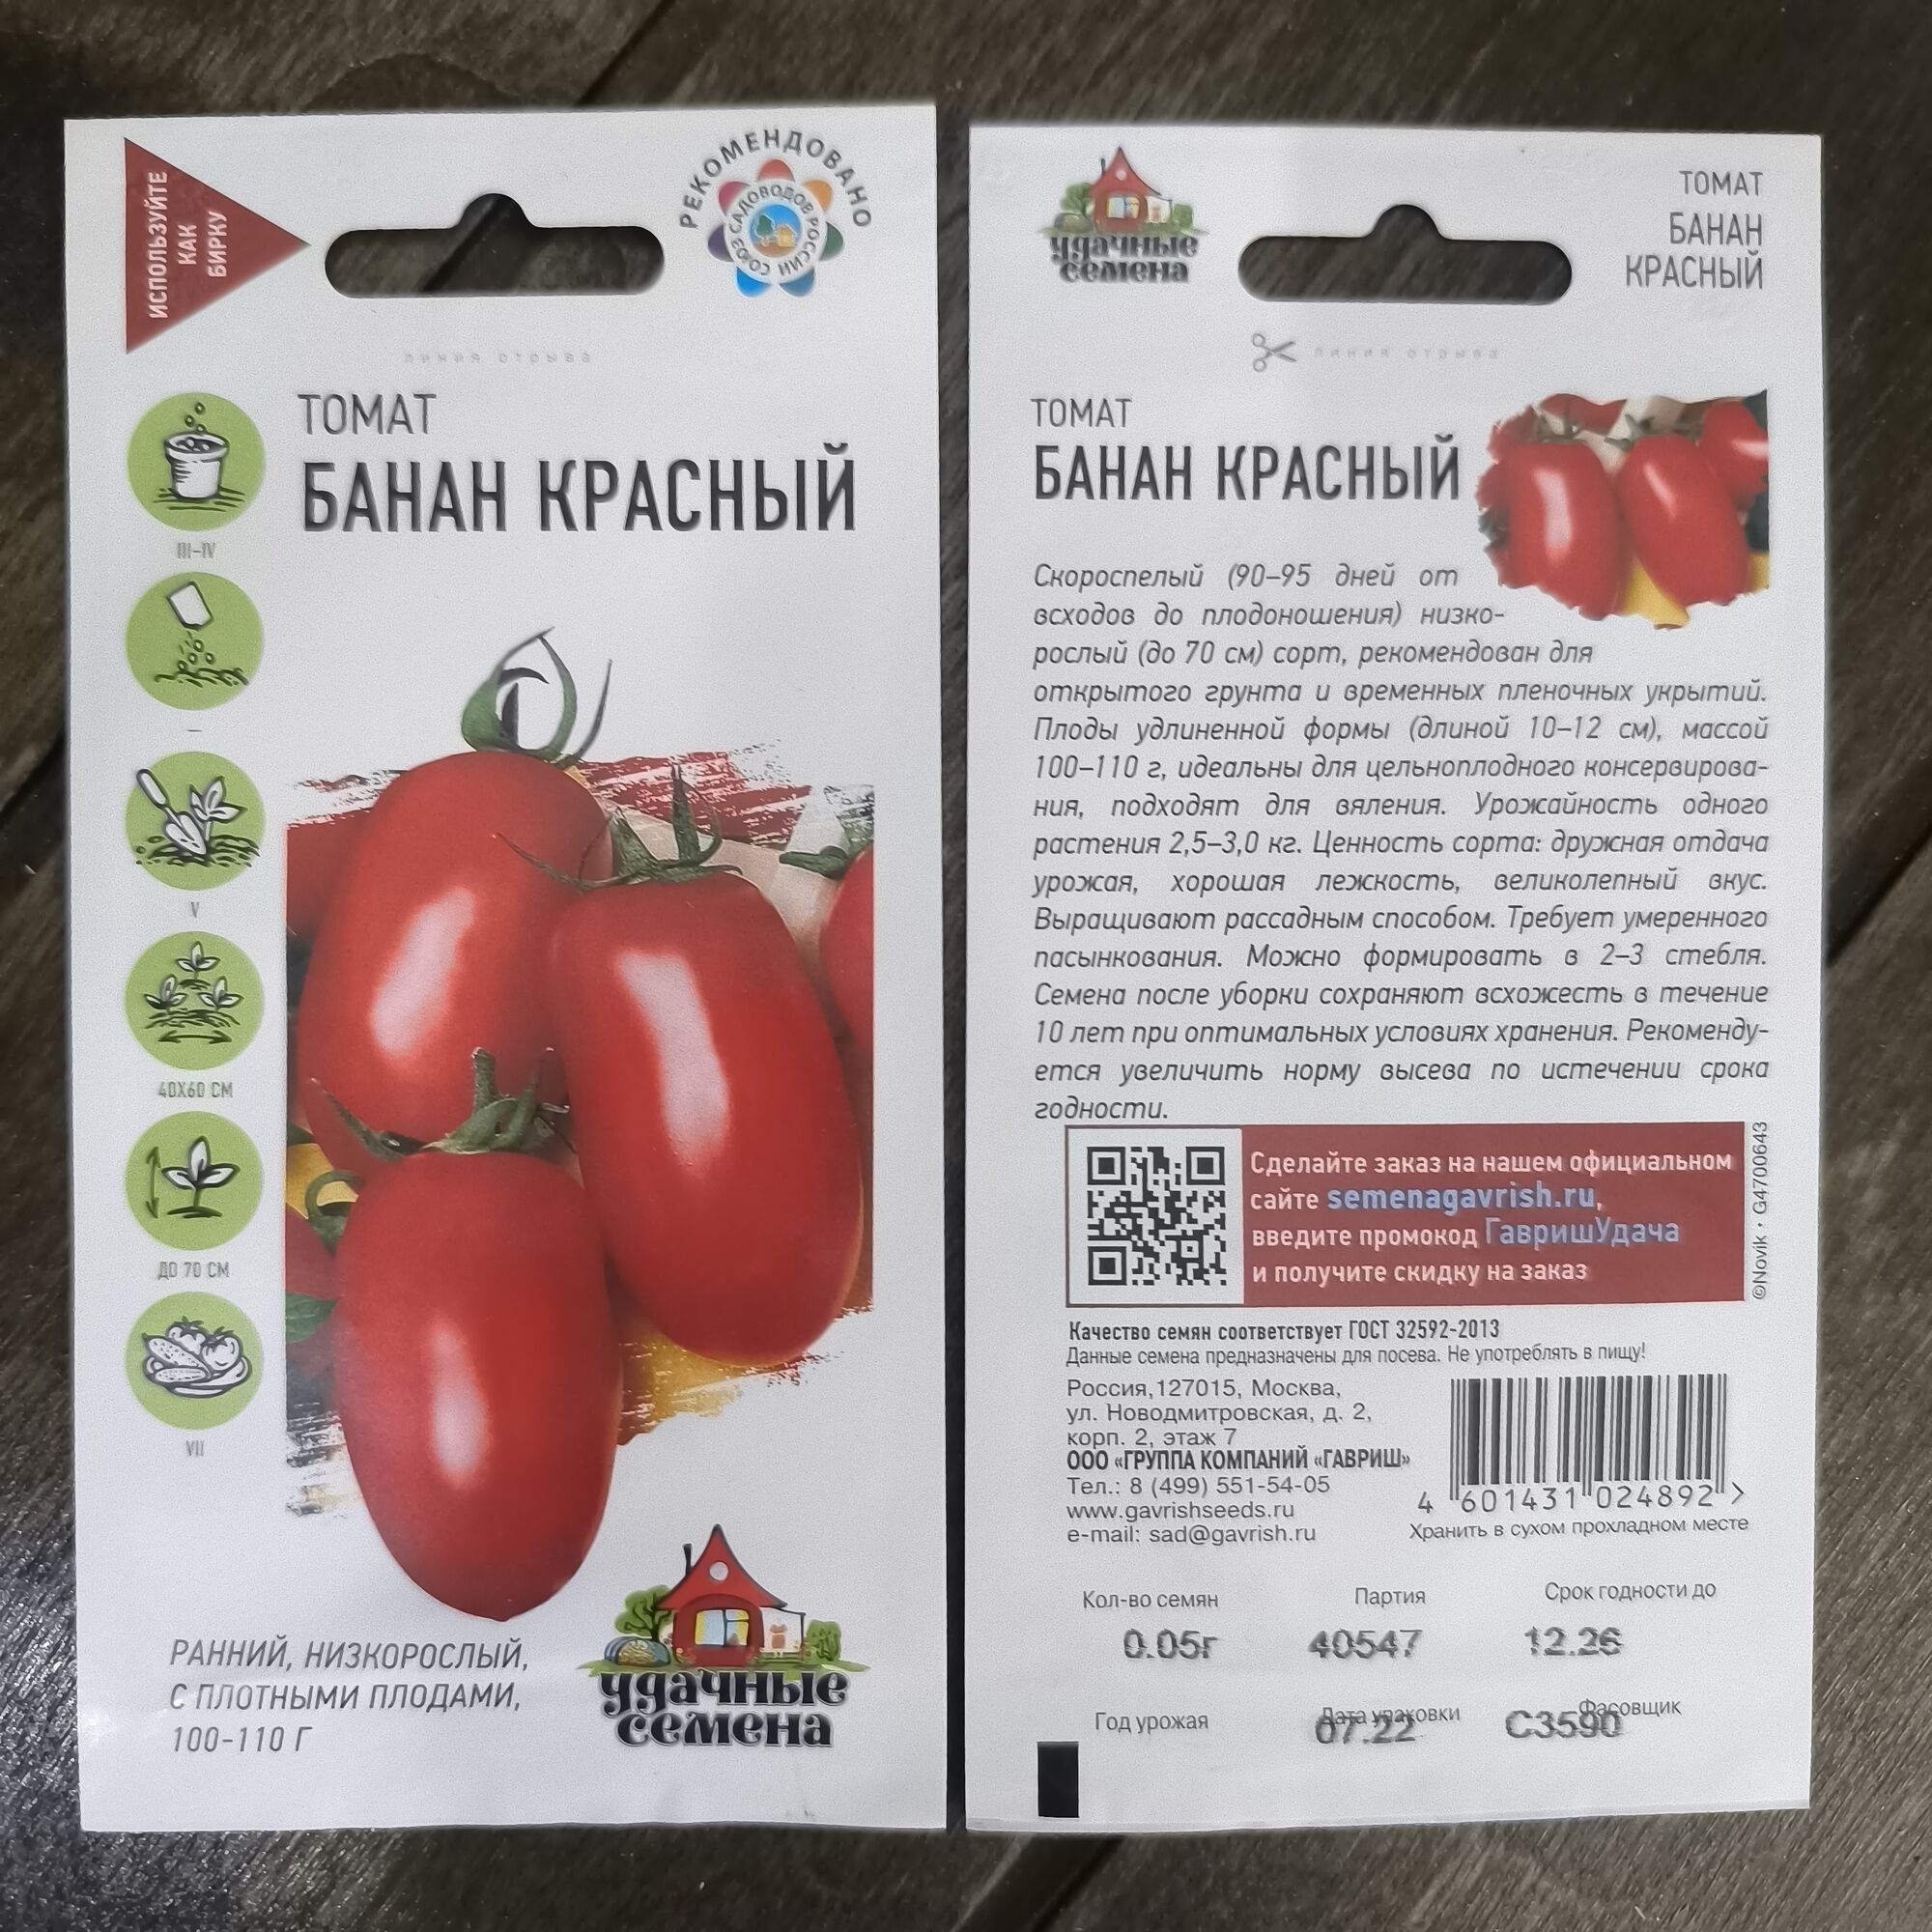 ИСПОЛЬЗУЙТЕ
КАК
БИРКУ
РЕКОМЕНДОВАНО
СОЮЗ САДОВОДОВ РОССИИ
линия отрыва
ТОМАТ
БАНАН КРАСНЫЙ
III-IV
–
V
40X60 СМ
ДО 70 СМ
VII
РАННИЙ, НИЗКОРОСЛЫЙ,
С ПЛОТНЫМИ ПЛОДАМИ,
100-110 Г
удачные
семена
удачные
семена
ТОМАТ
БАНАН
КРАСНЫЙ
линия отрыва
ТОМАТ
БАНАН КРАСНЫЙ
Скороспелый (90–95 дней от
всходов до плодоношения) низко-
рослый (до 70 см) сорт, рекомендован для
открытого грунта и временных пленочных укрытий.
Плоды удлиненной формы (длиной 10–12 см), массой
100–110 г, идеальны для цельноплодного консервирова-
ния, подходят для вяления. Урожайность одного
растения 2,5–3,0 кг. Ценность сорта: дружная отдача
урожая, хорошая лежкость, великолепный вкус.
Выращивают рассадным способом. Требует умеренного
пасынкования. Можно формировать в 2–3 стебля.
Семена после уборки сохраняют всхожесть в течение
10 лет при оптимальных условиях хранения. Рекоменду-
ется увеличить норму высева по истечении срока
годности.
Сделайте заказ на нашем официальном
сайте semenagavrish.ru,
введите промокод ГавришУдача
и получите скидку на заказ
©Novik • G4700643
Качество семян соответствует ГОСТ 32592-2013
Данные семена предназначены для посева. Не употреблять в пищу!
Россия,127015, Москва,
ул. Новодмитровская, д. 2,
корп. 2, этаж 7
ООО «ГРУППА КОМПАНИЙ «ГАВРИШ»
Тел.: 8 (499) 551-54-05
www.gavrishseeds.ru
e-mail: sad@gavrish.ru
4 601431 024892 >
Хранить в сухом прохладном месте
Кол-во семян Партия Срок годности до
0.05г 40547 12.26
Год урожая Дата упаковки Фасовщик
07.22 С3590